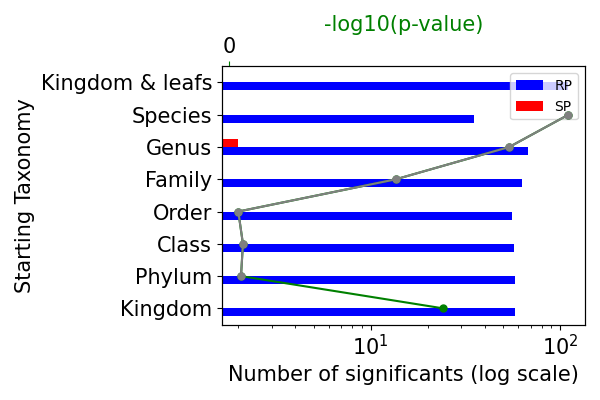 -log10(p-value)
0
Kingdom & leafs
Species
Genus
Family
Order
Class
Phylum
Kingdom
Starting Taxonomy
RP
SP
10¹
10²
Number of significants (log scale)